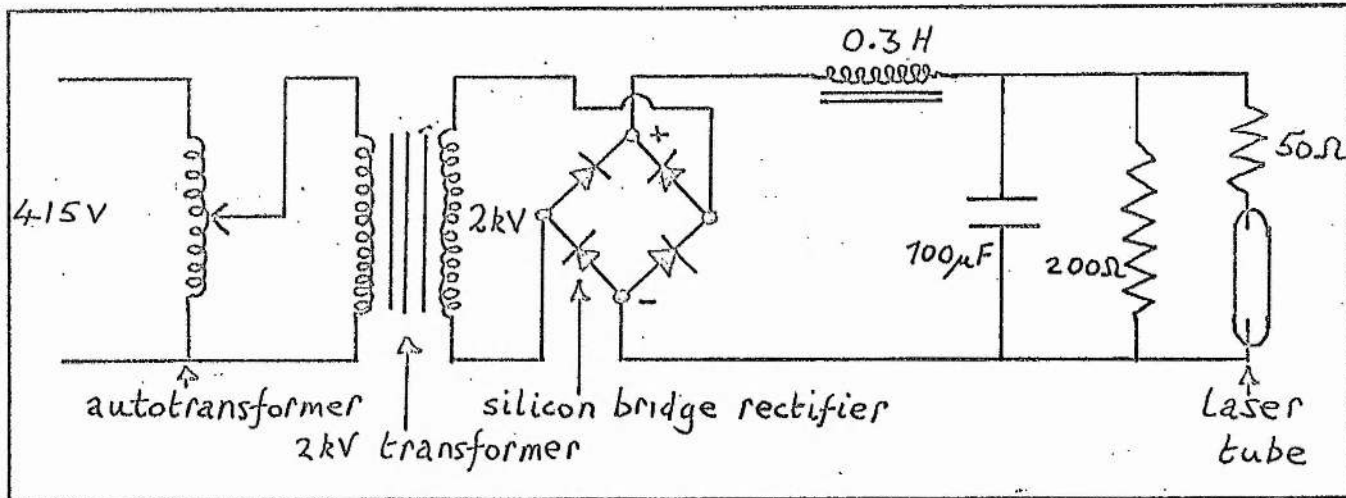 0.3 H
415V
2kV
+
-
100μF
200Ω
50Ω
autotransformer
2kV transformer
silicon bridge rectifier
Laser
tube